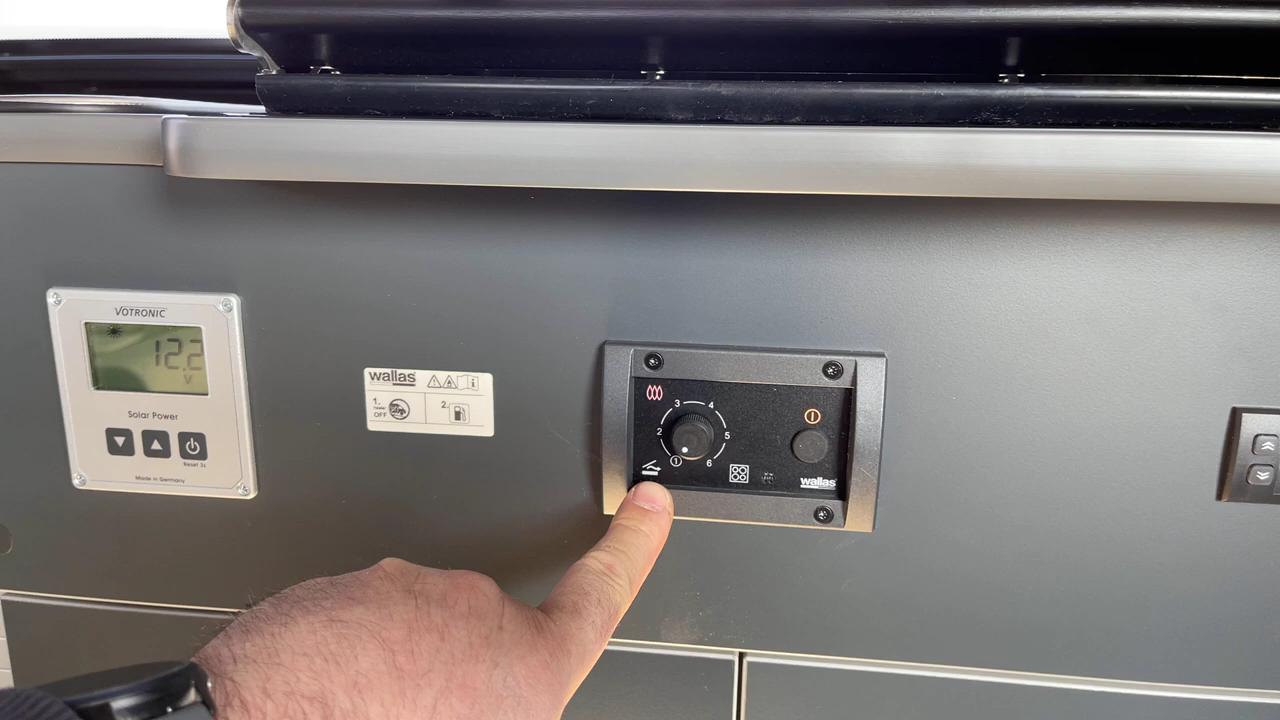 VOTRONIC
12.2
V
Solar Power
Reset 3s
Made in Germany
wallas
1.
OFF
2.
1
2
3
4
5
6
wallas